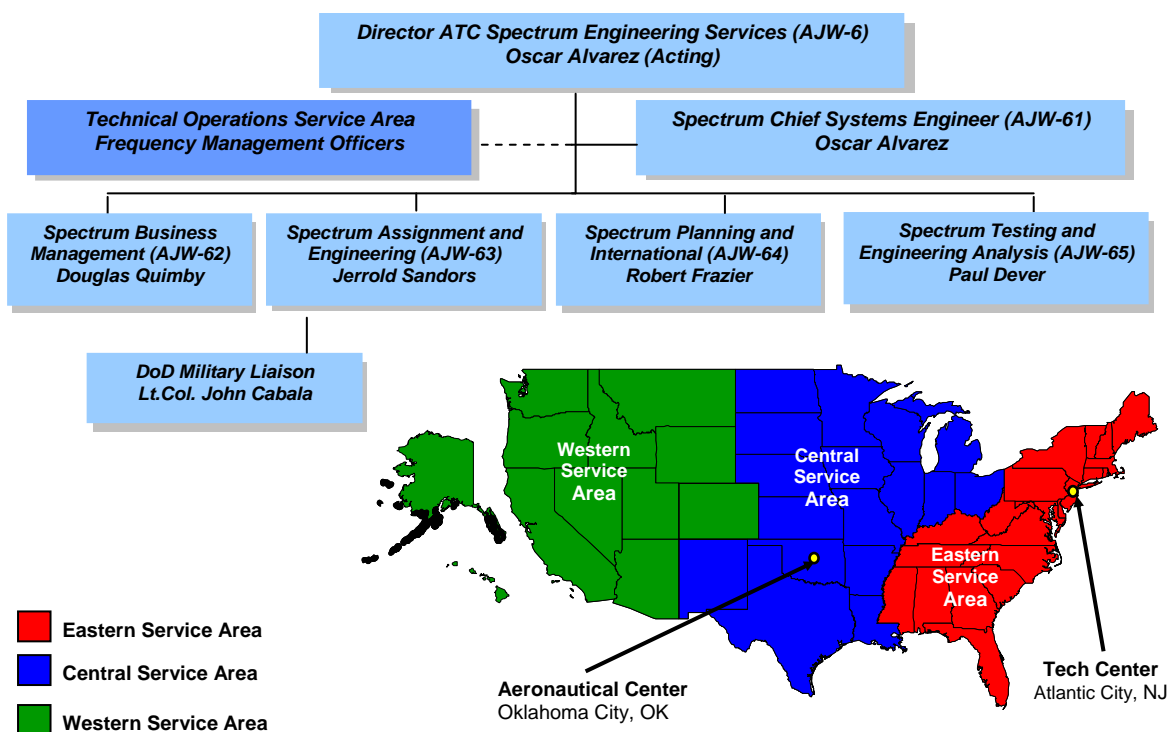 Director ATC Spectrum Engineering Services (AJW-6)
Oscar Alvarez (Acting)
Technical Operations Service Area
Frequency Management Officers
Spectrum Chief Systems Engineer (AJW-61)
Oscar Alvarez
Spectrum Business
Management (AJW-62)
Douglas Quimby
Spectrum Assignment and
Engineering (AJW-63)
Jerrold Sandors
Spectrum Planning and
International (AJW-64)
Robert Frazier
Spectrum Testing and
Engineering Analysis (AJW-65)
Paul Dever
DoD Military Liaison
Lt.Col. John Cabala
Western
Service
Area
Central
Service
Area
Eastern
Service
Area
Eastern Service Area
Central Service Area
Western Service Area
Aeronautical Center
Oklahoma City, OK
Tech Center
Atlantic City, NJ